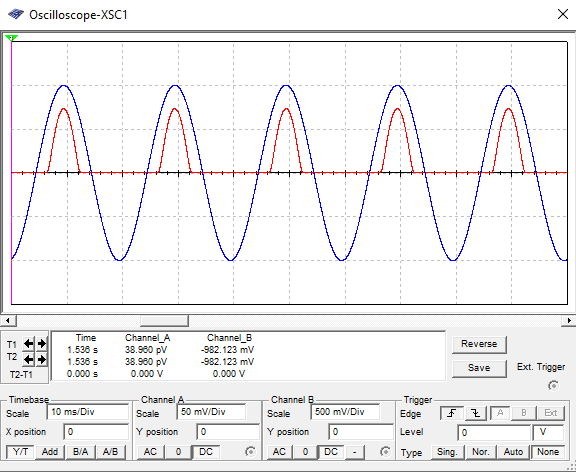 Oscilloscope-XSC1
T
Time Channel_A Channel_B
T1 1.536 s 38.960 pV -982.123 mV
T2 1.536 s 38.960 pV -982.123 mV
T2-T1 0.000 s 0.000 V 0.000 V
Reverse
Save
Ext. Trigger
Timebase Channel A Channel B Trigger
Scale 10 ms/Div Scale 50 mV/Div Scale 500 mV/Div Edge A B Ext
X position 0 Y position 0 Y position 0 Level 0 V
Y/T Add B/A A/B AC 0 DC AC 0 DC - Type Sing. Nor. Auto None